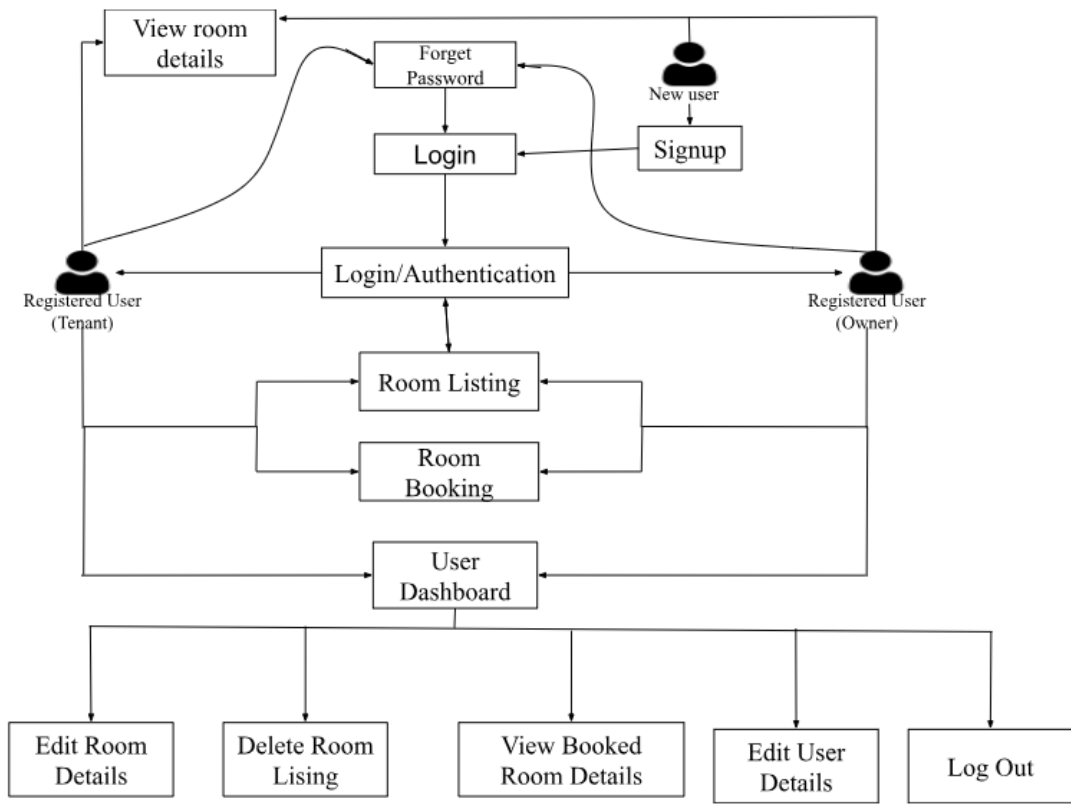 View room
details
Forget
Password
New user
Login
Signup
Login/Authentication
Registered User
(Tenant)
Registered User
(Owner)
Room Listing
Room
Booking
User
Dashboard
Edit Room
Details
Delete Room
Lising
View Booked
Room Details
Edit User
Details
Log Out